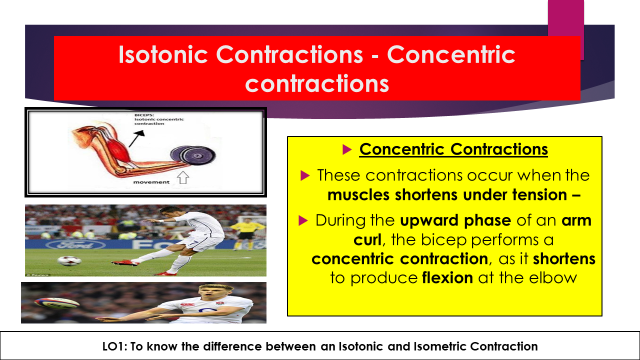 Isotonic Contractions - Concentric
contractions
BICEPS:
isotonic concentric
contraction
movement
Ford
Concentric Contractions
These contractions occur when the
muscles shortens under tension –
During the upward phase of an arm
curl, the bicep performs a
concentric contraction, as it shortens
to produce flexion at the elbow
LO1: To know the difference between an Isotonic and Isometric Contraction